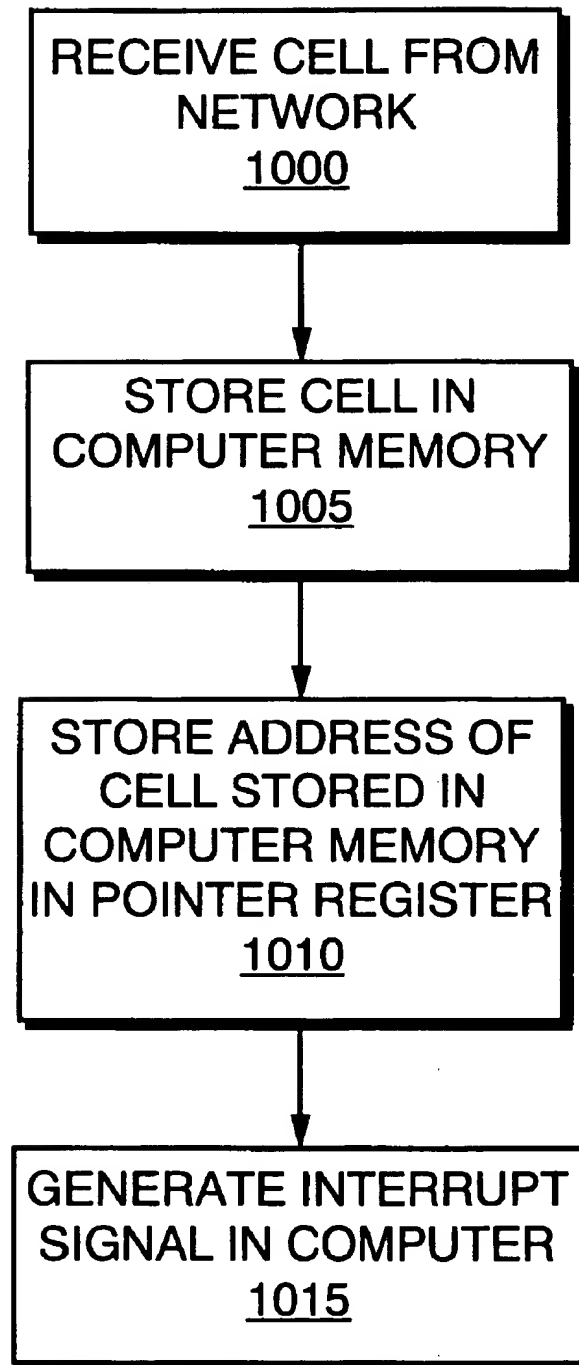 RECEIVE CELL FROM
NETWORK
1000
STORE CELL IN
COMPUTER MEMORY
1005
STORE ADDRESS OF
CELL STORED IN
COMPUTER MEMORY
IN POINTER REGISTER
1010
GENERATE INTERRUPT
SIGNAL IN COMPUTER
1015